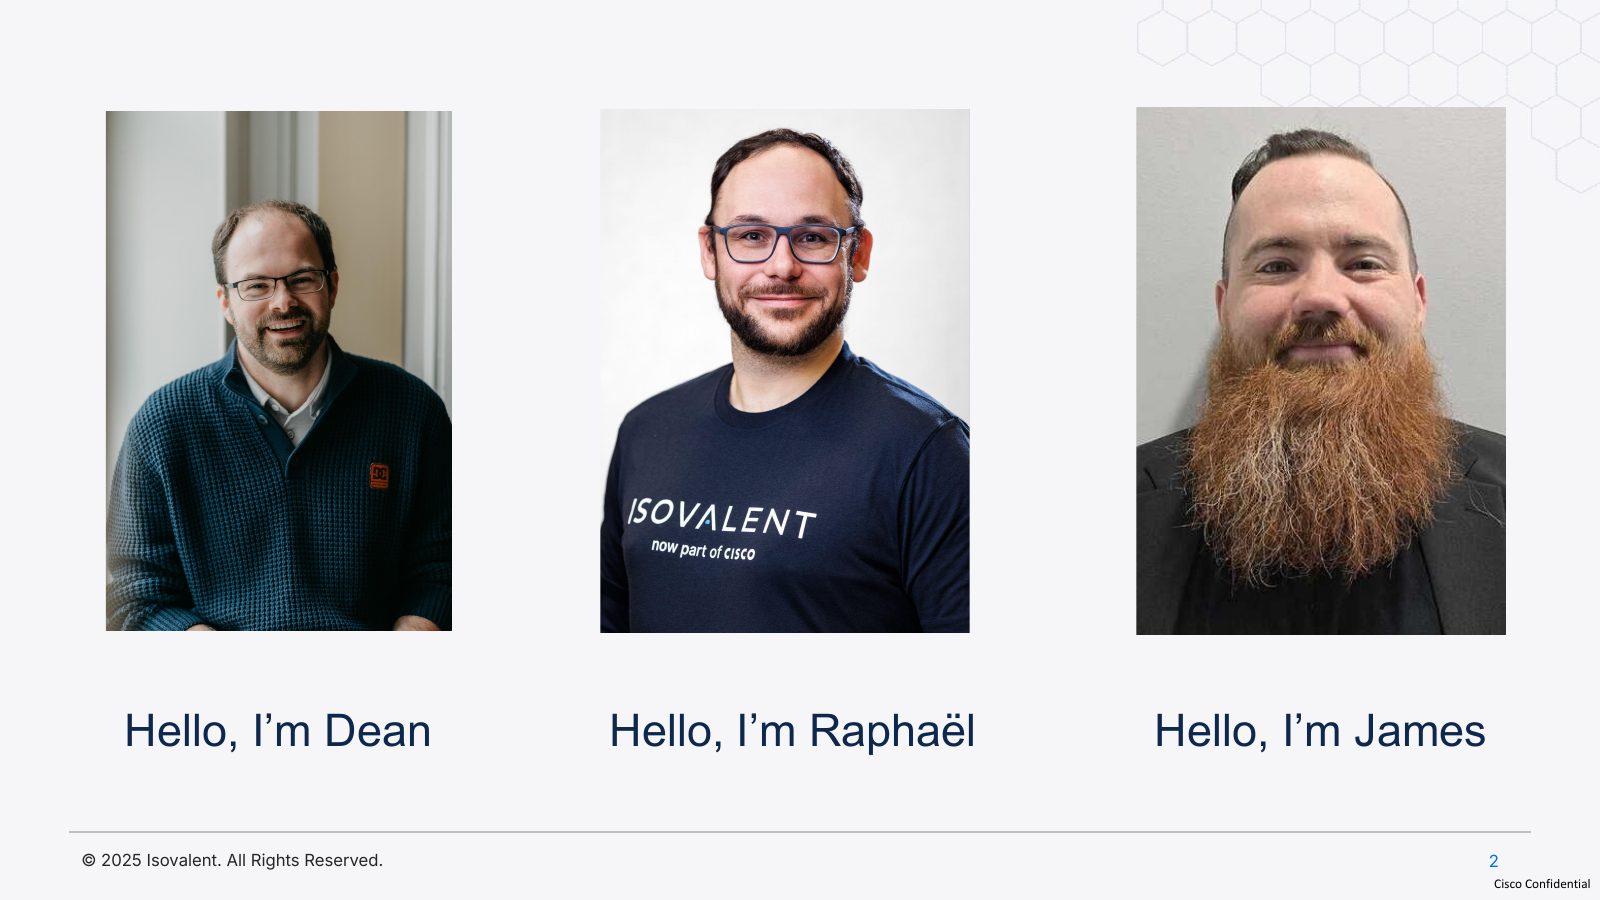 ISOVALENT
now part of CISCO
Hello, I’m Dean
Hello, I’m Raphaël
Hello, I’m James
© 2025 Isovalent. All Rights Reserved.
2
Cisco Confidential